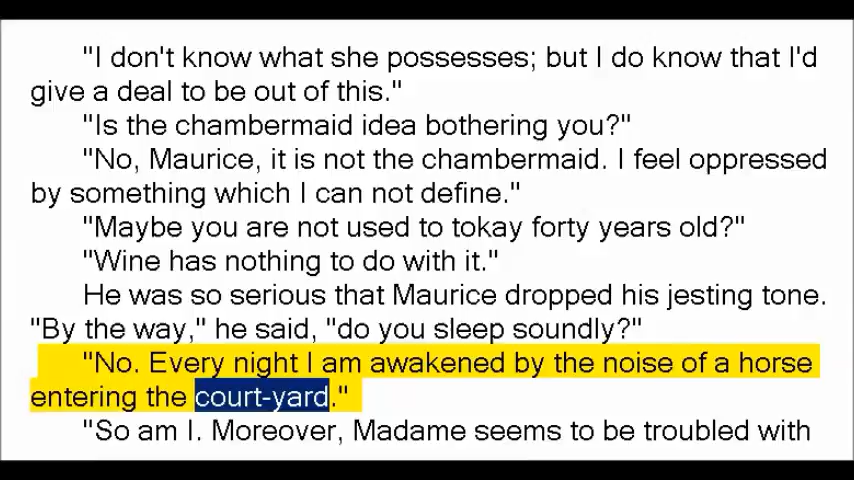 "I don't know what she possesses; but I do know that I'd
give a deal to be out of this."
"Is the chambermaid idea bothering you?"
"No, Maurice, it is not the chambermaid. I feel oppressed
by something which I can not define."
"Maybe you are not used to tokay forty years old?"
"Wine has nothing to do with it."
He was so serious that Maurice dropped his jesting tone.
"By the way," he said, "do you sleep soundly?"
"No. Every night I am awakened by the noise of a horse
entering the court-yard."
"So am I. Moreover, Madame seems to be troubled with